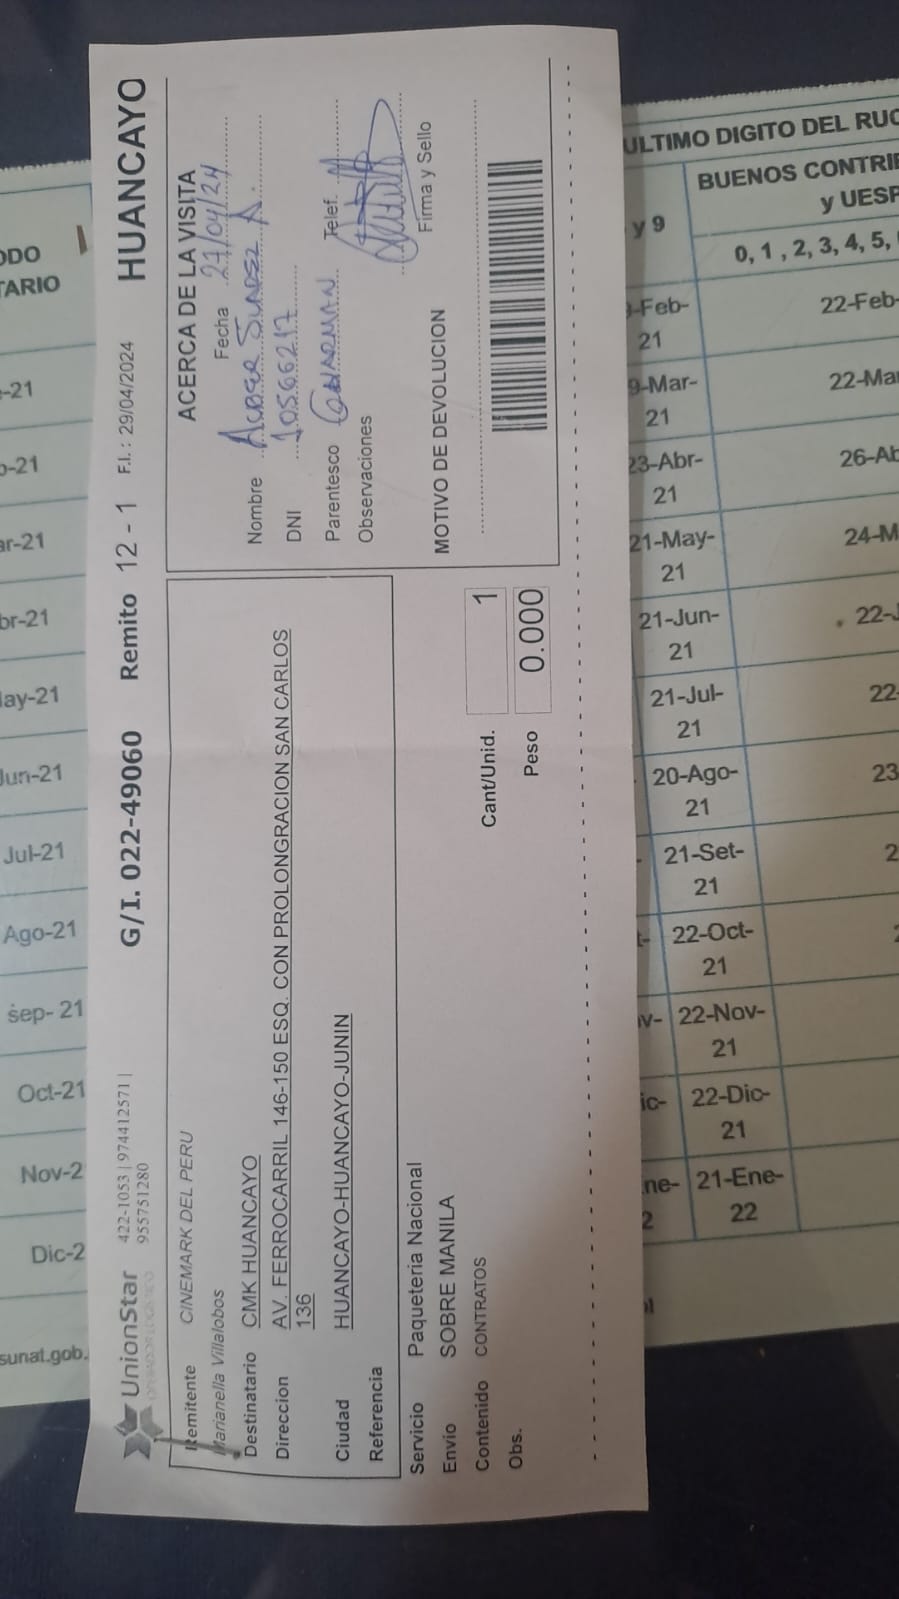 UnionStar
422-1053 | 974412571 |
955751280
G/I. 022-49060
Remito 12 - 1
F.I. : 29/04/2024
HUANCAYO
Remitente CINEMARK DEL PERU
Marianella Villalobos
Destinatario CMK HUANCAYO
Direccion AV. FERROCARRIL 146-150 ESQ. CON PROLONGRACION SAN CARLOS
136
Ciudad HUANCAYO-HUANCAYO-JUNIN
Referencia
Servicio Paqueteria Nacional
Envio SOBRE MANILA
Contenido CONTRATOS
Obs.
Cant/Unid. 1
Peso 0.000
ACERCA DE LA VISITA
Fecha 27/04/24
Nombre
DNI 10566217
Parentesco Telef.
Observaciones
Firma y Sello
MOTIVO DE DEVOLUCION
ULTIMO DIGITO DEL RUC
BUENOS CONTRI
y UESP
y 9
0, 1 , 2, 3, 4, 5,
-Feb-
21
22-Feb-
9-Mar-
21
22-Mar
23-Abr-
21
26-Ab
21-May-
21
24-M
21-Jun-
21
22-J
21-Jul-
21
22-
20-Ago-
21
23
21-Set-
21
2
22-Oct-
21
22-Nov-
21
22-Dic-
21
21-Ene-
22
ODO
TARIO
-21
b-21
ar-21
br-21
ay-21
Jun-21
Jul-21
Ago-21
sep- 21
Oct-21
Nov-2
Dic-2
sunat.gob.